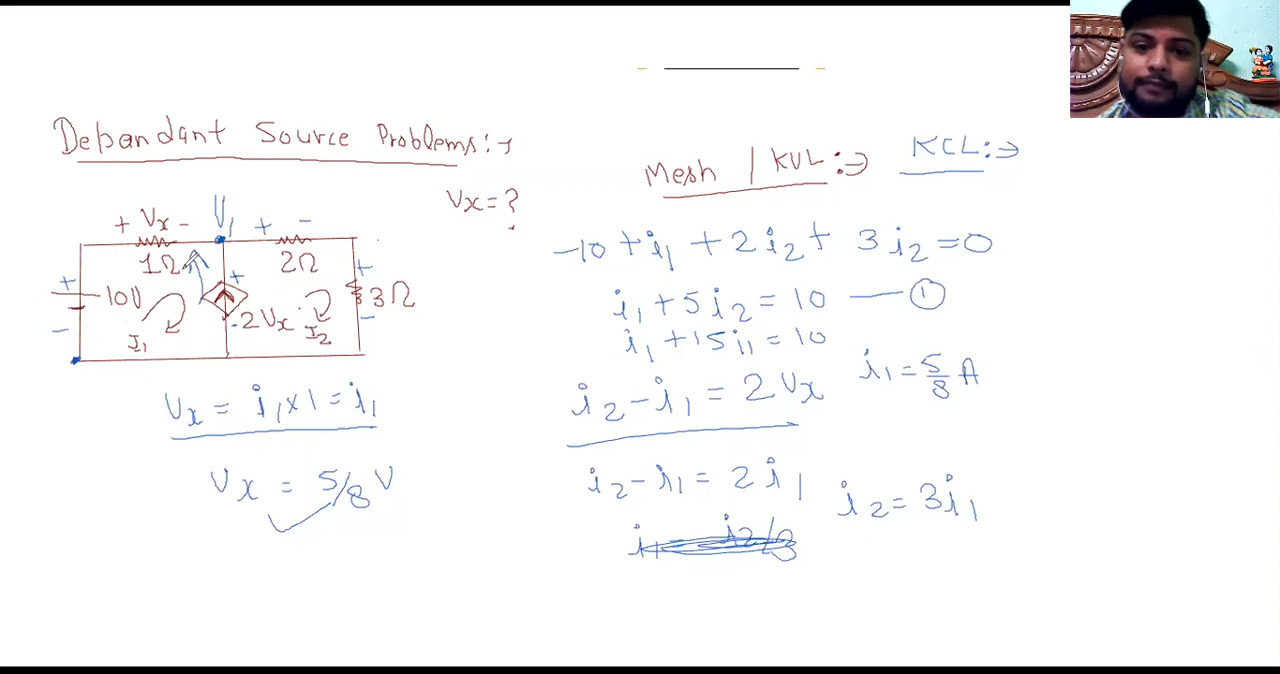 Debandant Source Problems:→
Mesh / KVL:⇒
KCL:⇒
Vx = ?
+ Vx -
V1
+ -
1Ω
2Ω
+
10V
-
+
-2Vx
+
3Ω
-
I1
I2
Vx = i1×1 = i1
Vx = 5/8 V
-10 + i1 + 2i2 + 3i2 = 0
i1 + 5i2 = 10 — ①
i1 + 15i1 = 10
i1 = 5/8 A
i2 - i1 = 2Vx
i2 - i1 = 2i1
i2 = 3i1